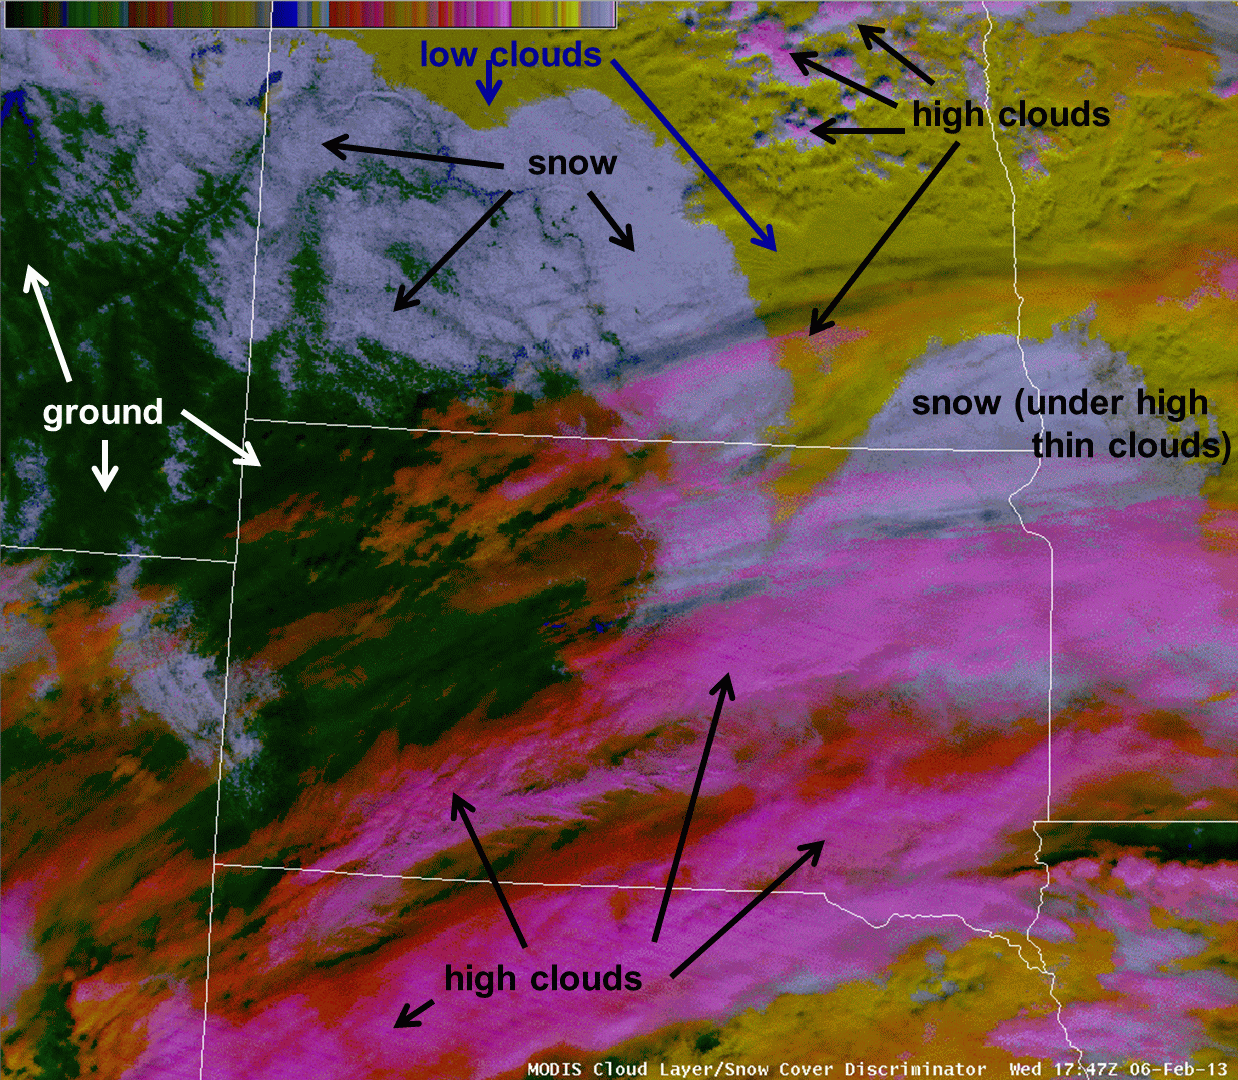 low clouds
high clouds
snow
snow (under high
thin clouds)
ground
high clouds
MODIS Cloud Layer/Snow Cover Discriminator Wed 17:47Z 06-Feb-13